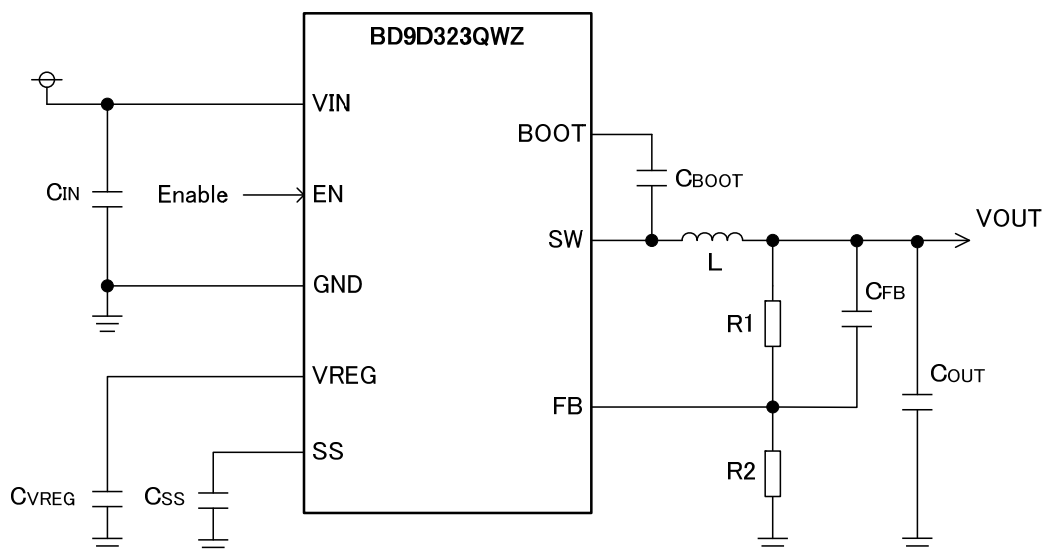 BD9D323QWZ
VIN
BOOT
CIN
Enable
EN
CBOOT
SW
VOUT
L
GND
CFB
R1
VREG
COUT
FB
SS
R2
CVREG
CSS